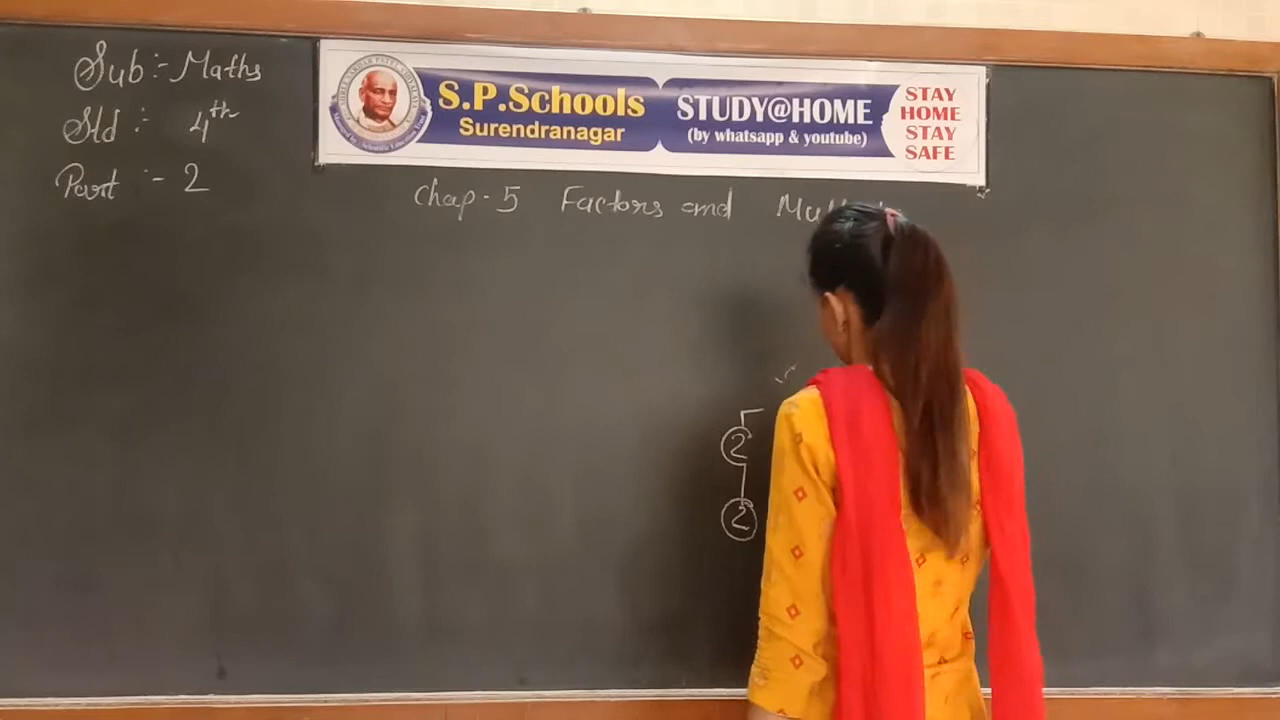 Sub :- Maths
Std :- 4th
Part :- 2
S.P.Schools
Surendranagar
STUDY@HOME
(by whatsapp & youtube)
STAY
HOME
STAY
SAFE
Chap - 5 Factors and
2
2